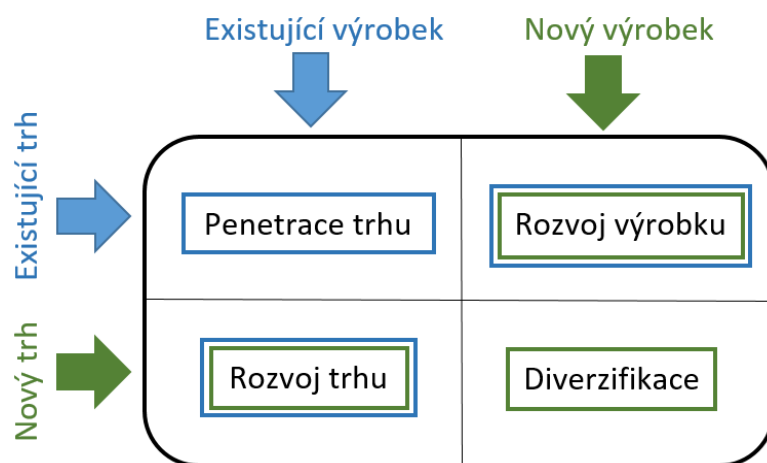 Existující výrobek
Nový výrobek
Existující trh
Penetrace trhu
Rozvoj výrobku
Nový trh
Rozvoj trhu
Diverzifikace